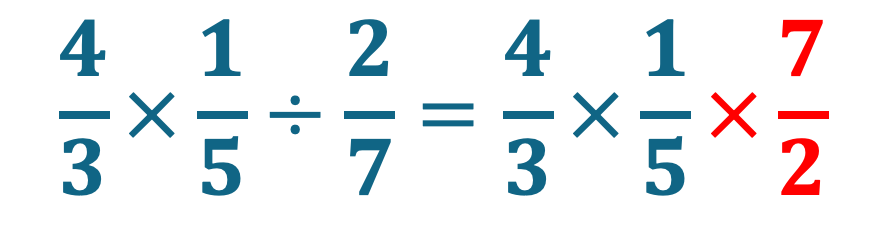 4/3 × 1/5 ÷ 2/7 = 4/3 × 1/5 × 7/2